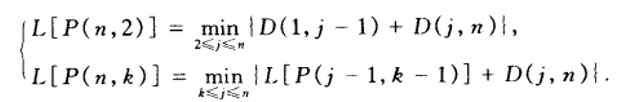 L[P(n,2)] = min_{2⩽j⩽n} {D(1,j−1) + D(j,n)},
L[P(n,k)] = min_{k⩽j⩽n} {L[P(j−1,k−1)] + D(j,n)}.